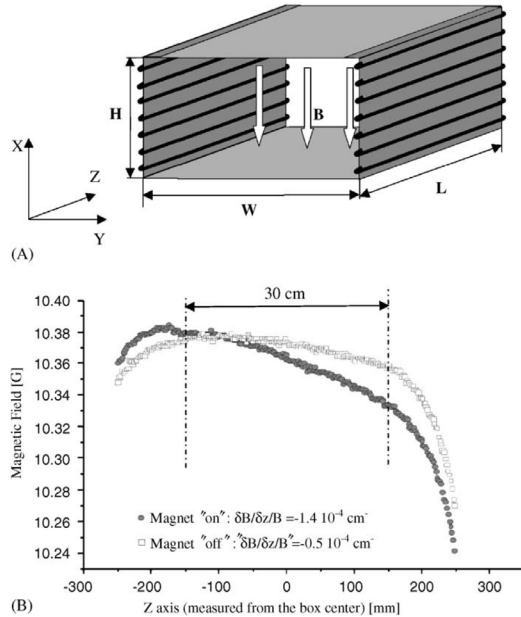 (A)
H
B
X
Z
Y
W
L
30 cm
10.40
10.38
10.36
10.34
10.32
10.30
10.28
10.26
10.24
Magnetic Field [G]
Magnet "on": δB/δz/B =-1.4 10⁻⁴ cm⁻
Magnet "off": "δB/δz/B"=-0.5 10⁻⁴ cm⁻
-300 -200 -100 0 100 200 300
(B) Z axis (measured from the box center) [mm]